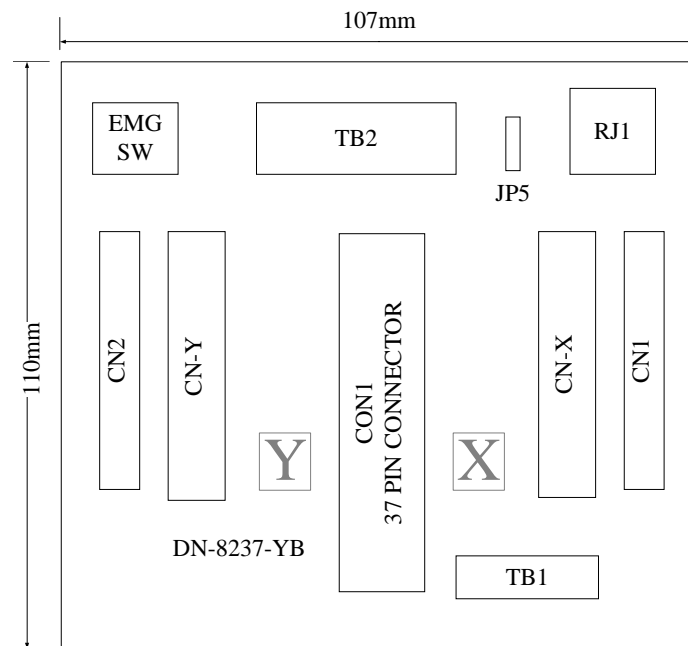 107mm
EMG
SW
TB2
JP5
RJ1
110mm
CN2
CN-Y
CON1
37 PIN CONNECTOR
CN-X
CN1
Y
X
DN-8237-YB
TB1